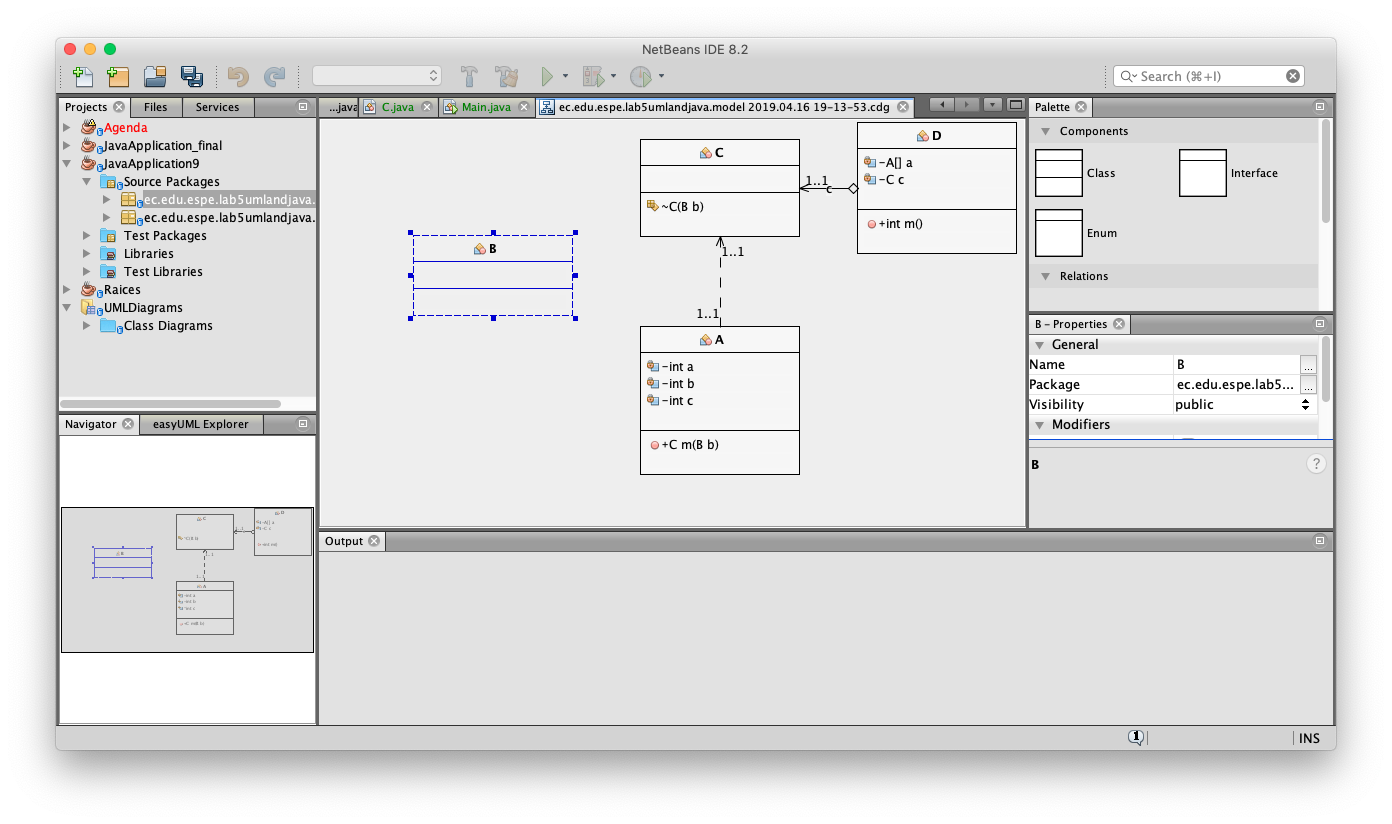 NetBeans IDE 8.2
Search (⌘+I)
Projects Files Services
...java C.java Main.java ec.edu.espe.lab5umlandjava.model 2019.04.16 19-13-53.cdg
Palette
Agenda
JavaApplication_final
JavaApplication9
Source Packages
ec.edu.espe.lab5umlandjava.
ec.edu.espe.lab5umlandjava.
Test Packages
Libraries
Test Libraries
Raices
UMLDiagrams
Class Diagrams
C
~C(B b)
D
-A[] a
-C c
+int m()
1..1
c
B
1..1
1..1
A
-int a
-int b
-int c
+C m(B b)
Components
Class
Interface
Enum
Relations
B - Properties
General
Name B ...
Package ec.edu.espe.lab5... ...
Visibility public
Modifiers
B
?
Navigator easyUML Explorer
Output
1
INS